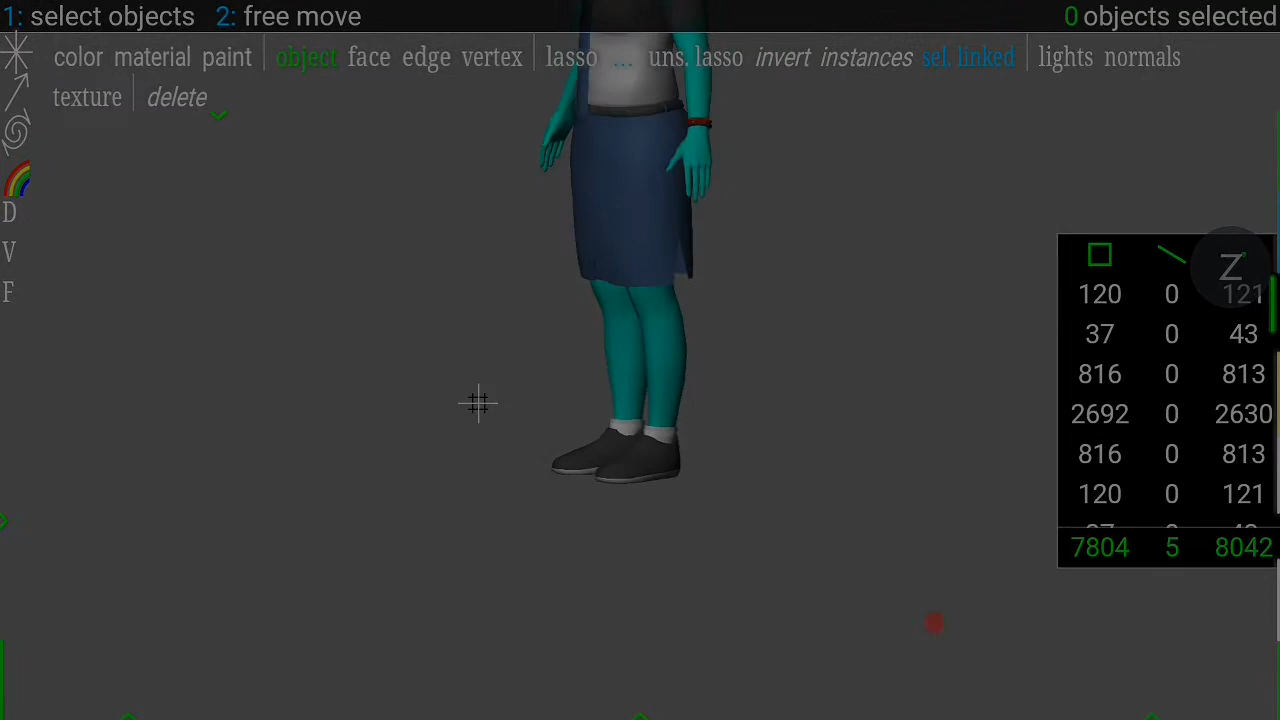 1: select objects 2: free move 0 objects selected
color material paint object face edge vertex lasso ... uns. lasso invert instances sel. linked lights normals
texture delete
D
V
F
Z
120 0 121
37 0 43
816 0 813
2692 0 2630
816 0 813
120 0 121
7804 5 8042